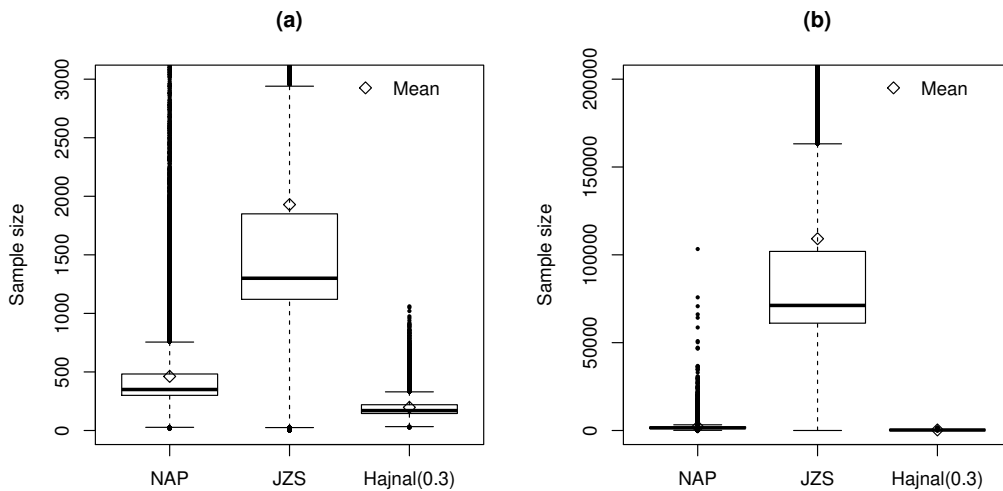 (a)
Sample size
3000
2500
2000
1500
1000
500
0
Mean
NAP JZS Hajnal(0.3)
(b)
Sample size
200000
150000
100000
50000
0
Mean
NAP JZS Hajnal(0.3)